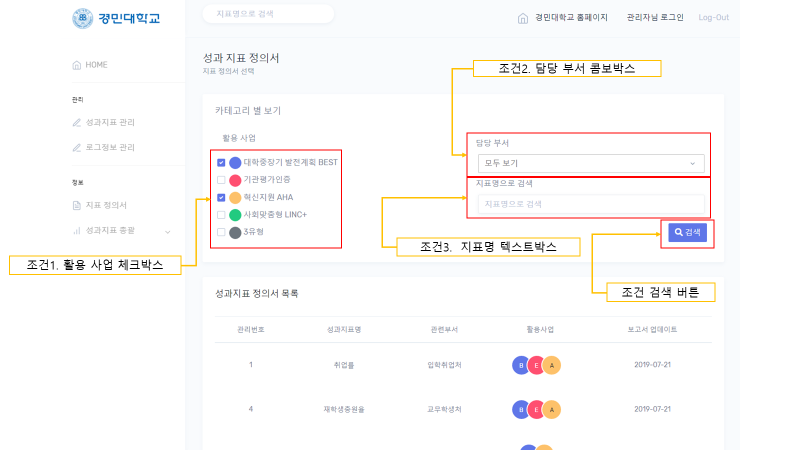 경민대학교
지표명으로 검색
경민대학교 홈페이지
관리자님 로그인
Log-Out
HOME
관리
성과지표 관리
로그정보 관리
정보
지표 정의서
성과지표 총괄
성과 지표 정의서
지표 정의서 선택
조건2. 담당 부서 콤보박스
카테고리 별 보기
활용 사업
대학중장기 발전계획 BEST
기관평가인증
혁신지원 AHA
사회맞춤형 LINC+
3유형
담당 부서
모두 보기
지표명으로 검색
지표명으로 검색
검색
조건3. 지표명 텍스트박스
조건1. 활용 사업 체크박스
조건 검색 버튼
성과지표 정의서 목록
관리번호 성과지표명 관련부서 활용사업 보고서 업데이트
1 취업률 입학취업처 B E A 2019-07-21
4 재학생충원율 교무학생처 B E A 2019-07-21